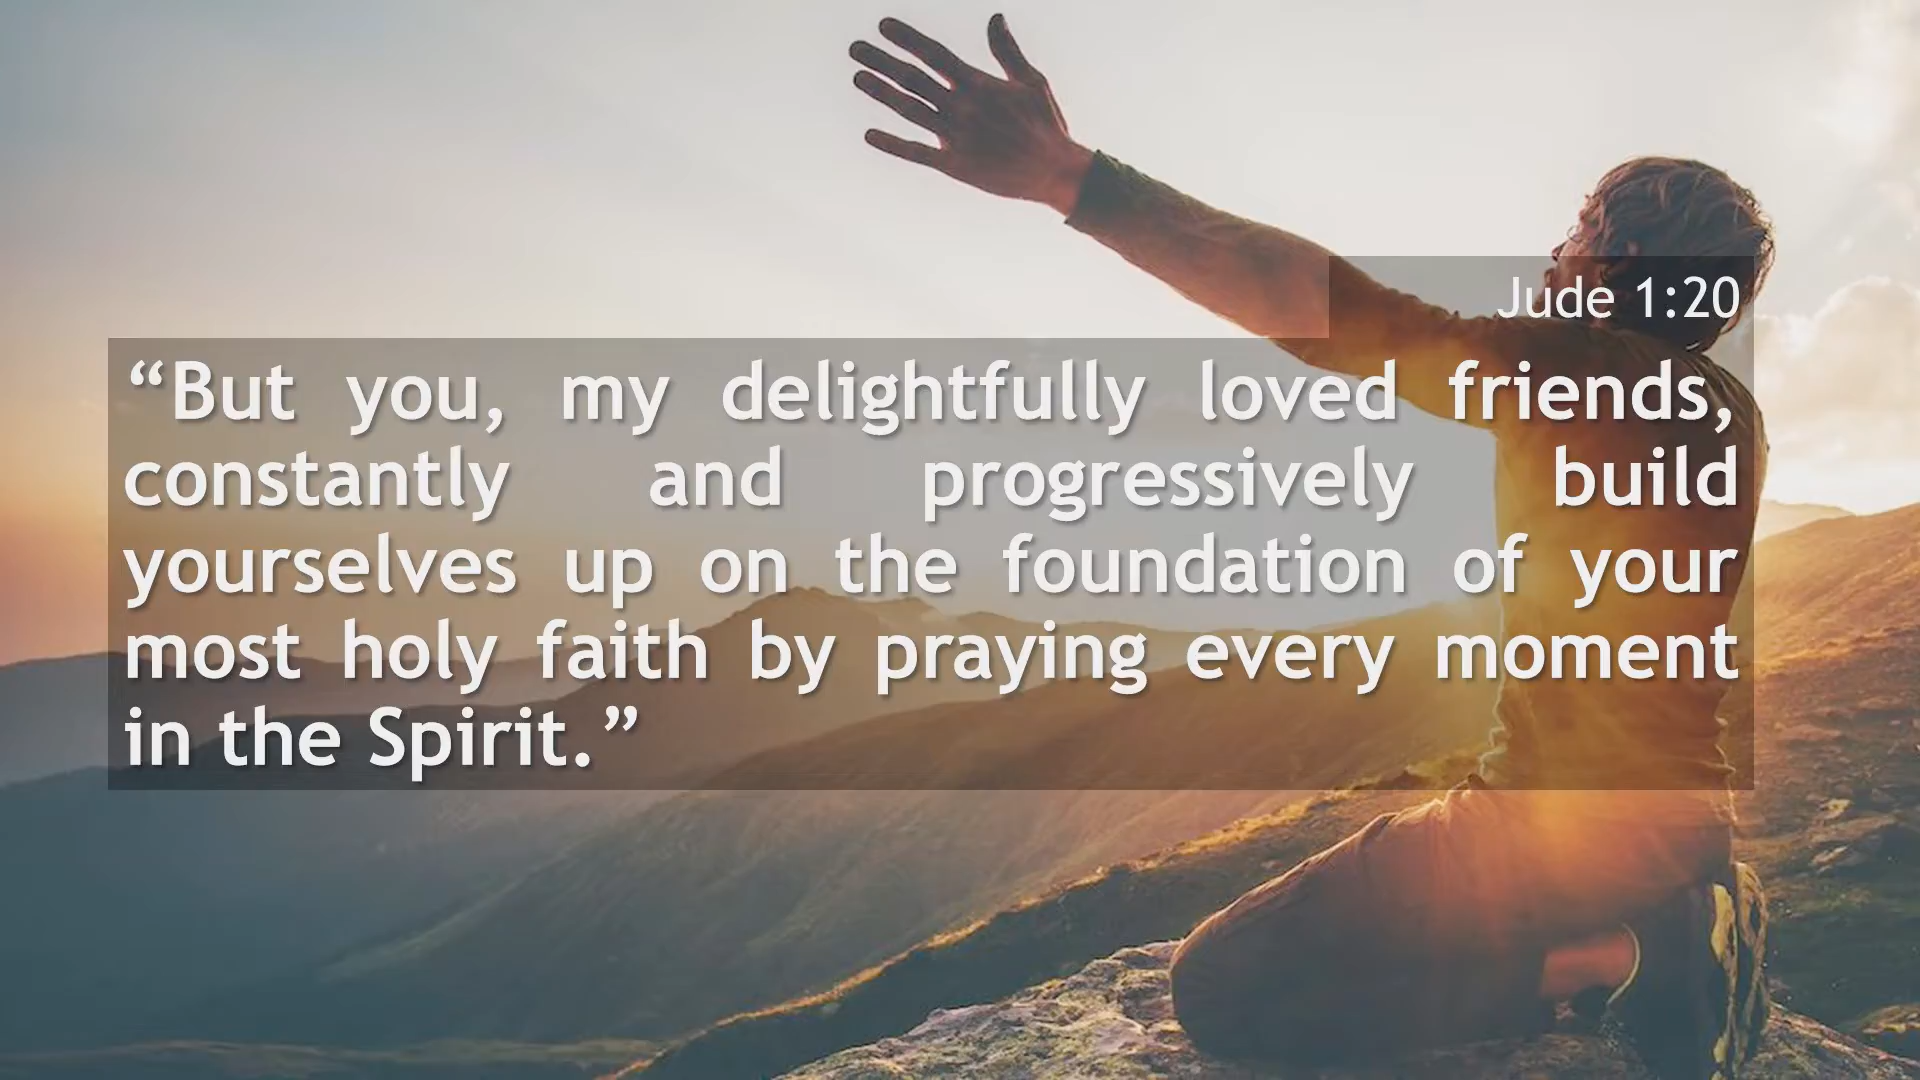 Jude 1:20
“But you, my delightfully loved friends,
constantly and progressively build
yourselves up on the foundation of your
most holy faith by praying every moment
in the Spirit.”